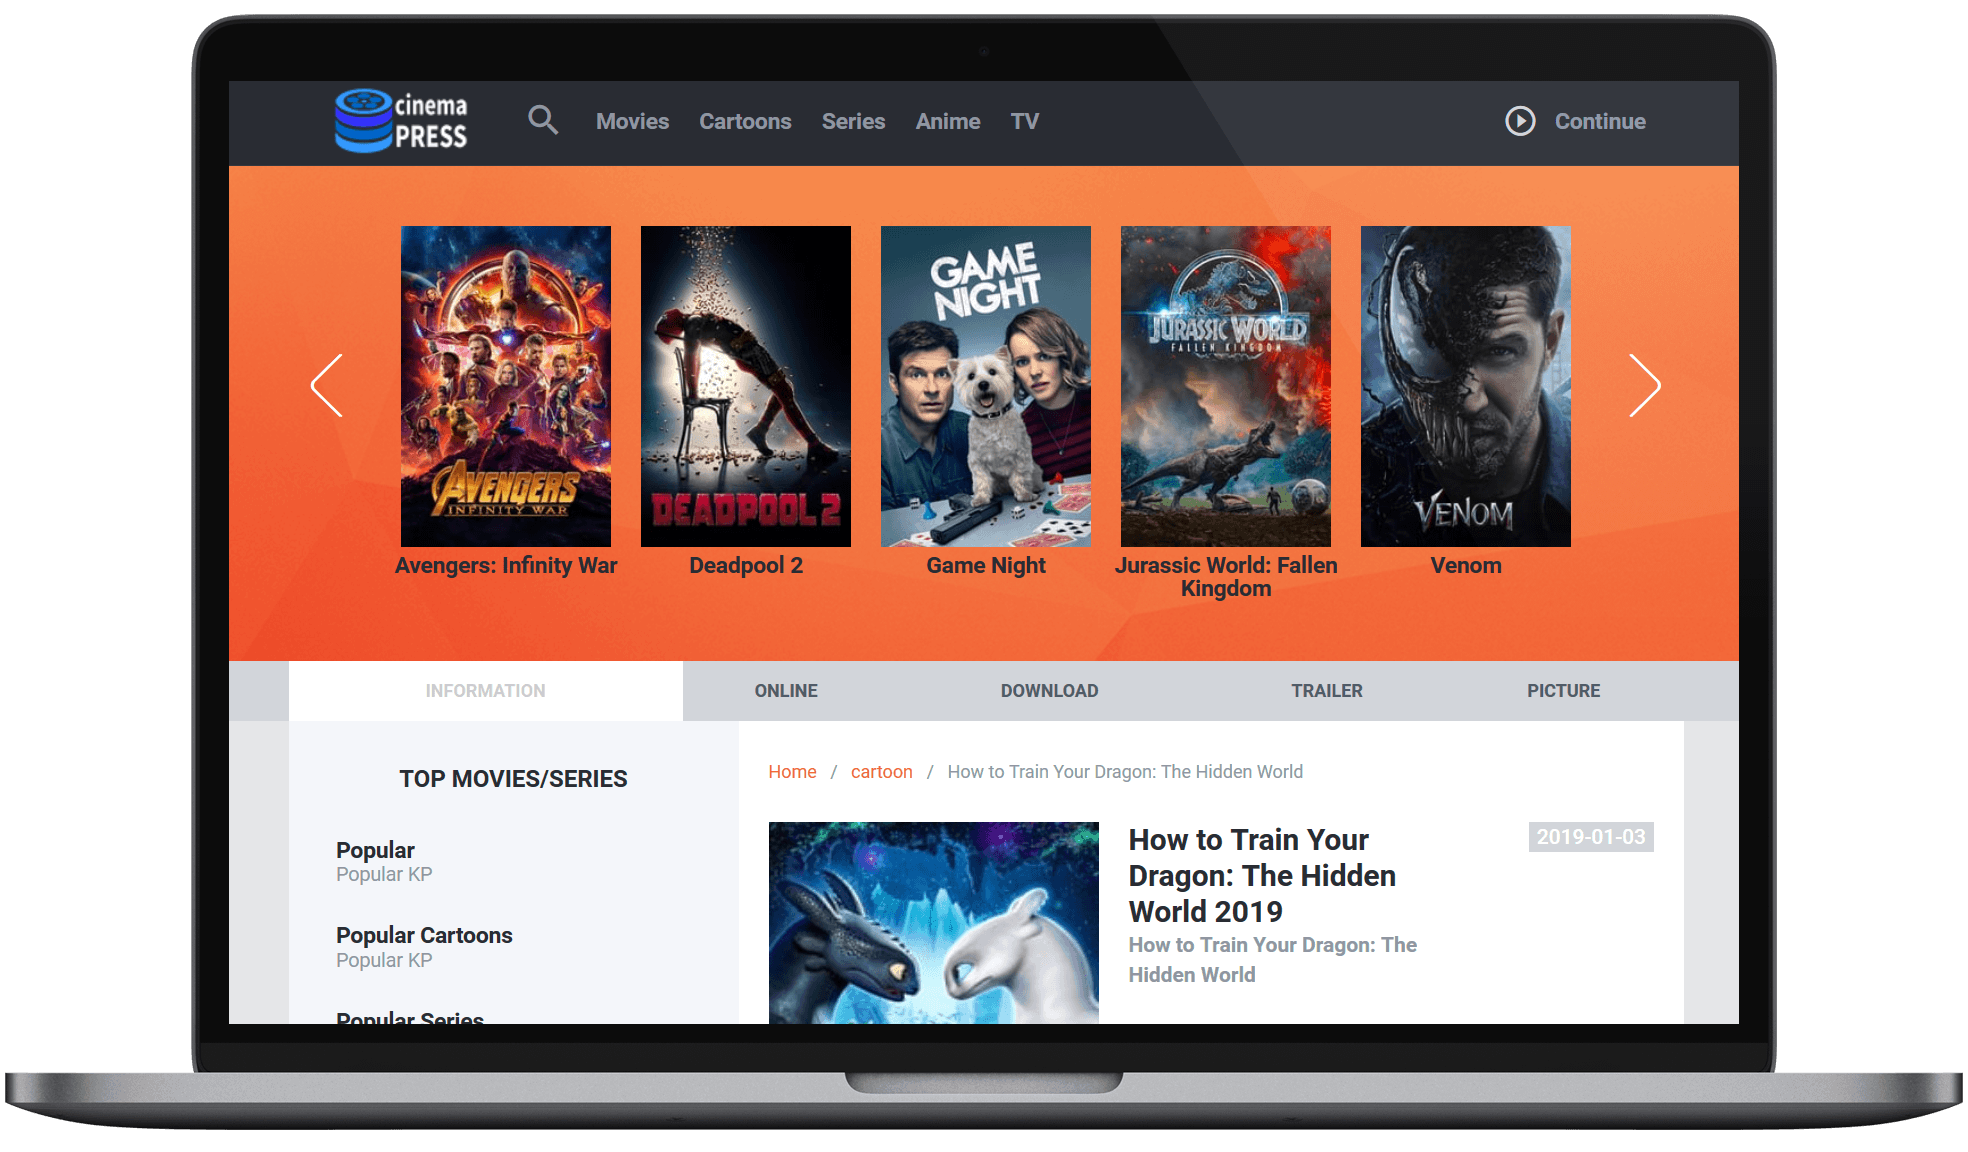 cinema
PRESS
Movies
Cartoons
Series
Anime
TV
Continue
AVENGERS
INFINITY WAR
DEADPOOL 2
GAME
NIGHT
JURASSIC WORLD
FALLEN KINGDOM
VENOM
Avengers: Infinity War
Deadpool 2
Game Night
Jurassic World: Fallen
Kingdom
Venom
INFORMATION
ONLINE
DOWNLOAD
TRAILER
PICTURE
TOP MOVIES/SERIES
Popular
Popular KP
Popular Cartoons
Popular KP
Popular Series
Home / cartoon / How to Train Your Dragon: The Hidden World
How to Train Your
Dragon: The Hidden
World 2019
How to Train Your Dragon: The
Hidden World
2019-01-03